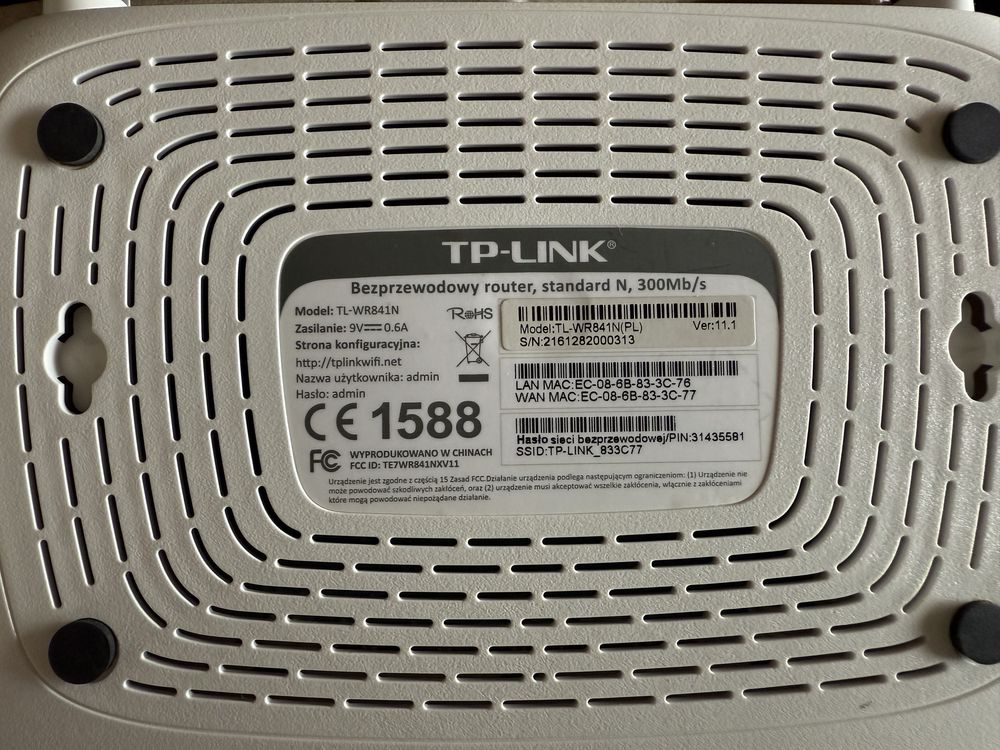 TP-LINK®
Bezprzewodowy router, standard N, 300Mb/s
Model: TL-WR841N
Zasilanie: 9V⎓0.6A
Strona konfiguracyjna:
http://tplinkwifi.net
Nazwa użytkownika: admin
Hasło: admin
RoHS
CE 1588
FC
WYPRODUKOWANO W CHINACH
FCC ID: TE7WR841NXV11
Model:TL-WR841N(PL) Ver:11.1
S/N:2161282000313
LAN MAC:EC-08-6B-83-3C-76
WAN MAC:EC-08-6B-83-3C-77
Hasło sieci bezprzewodowej/PIN:31435581
SSID:TP-LINK_833C77
Urządzenie jest zgodne z częścią 15 Zasad FCC.Działanie urządzenia podlega następującym ograniczeniom: (1) Urządzenie nie
może powodować szkodliwych zakłóceń, oraz (2) urządzenie musi akceptować wszelkie zakłócenia, włącznie z zakłóceniami
które mogą powodować niepożądane działanie.